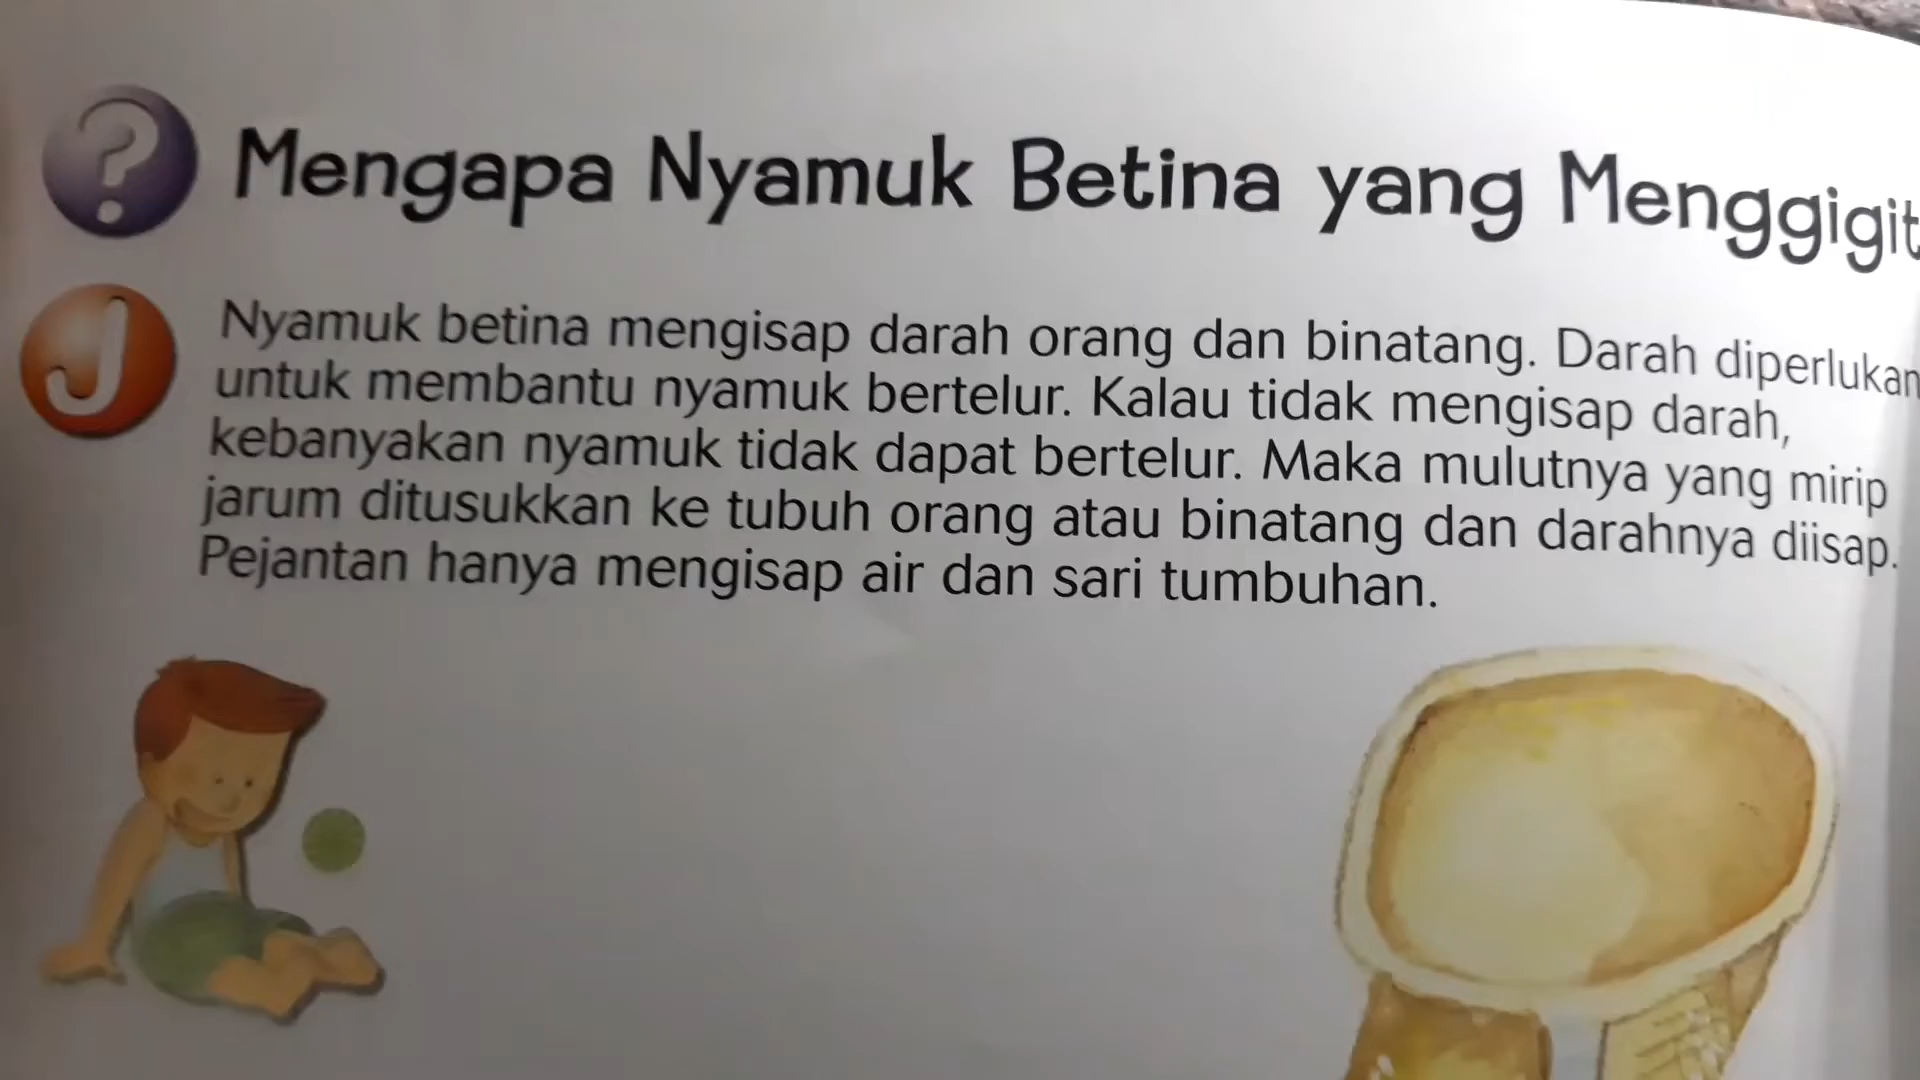 ?
Mengapa Nyamuk Betina yang Menggigit
J
Nyamuk betina mengisap darah orang dan binatang. Darah diperlukan
untuk membantu nyamuk bertelur. Kalau tidak mengisap darah,
kebanyakan nyamuk tidak dapat bertelur. Maka mulutnya yang mirip
jarum ditusukkan ke tubuh orang atau binatang dan darahnya diisap.
Pejantan hanya mengisap air dan sari tumbuhan.